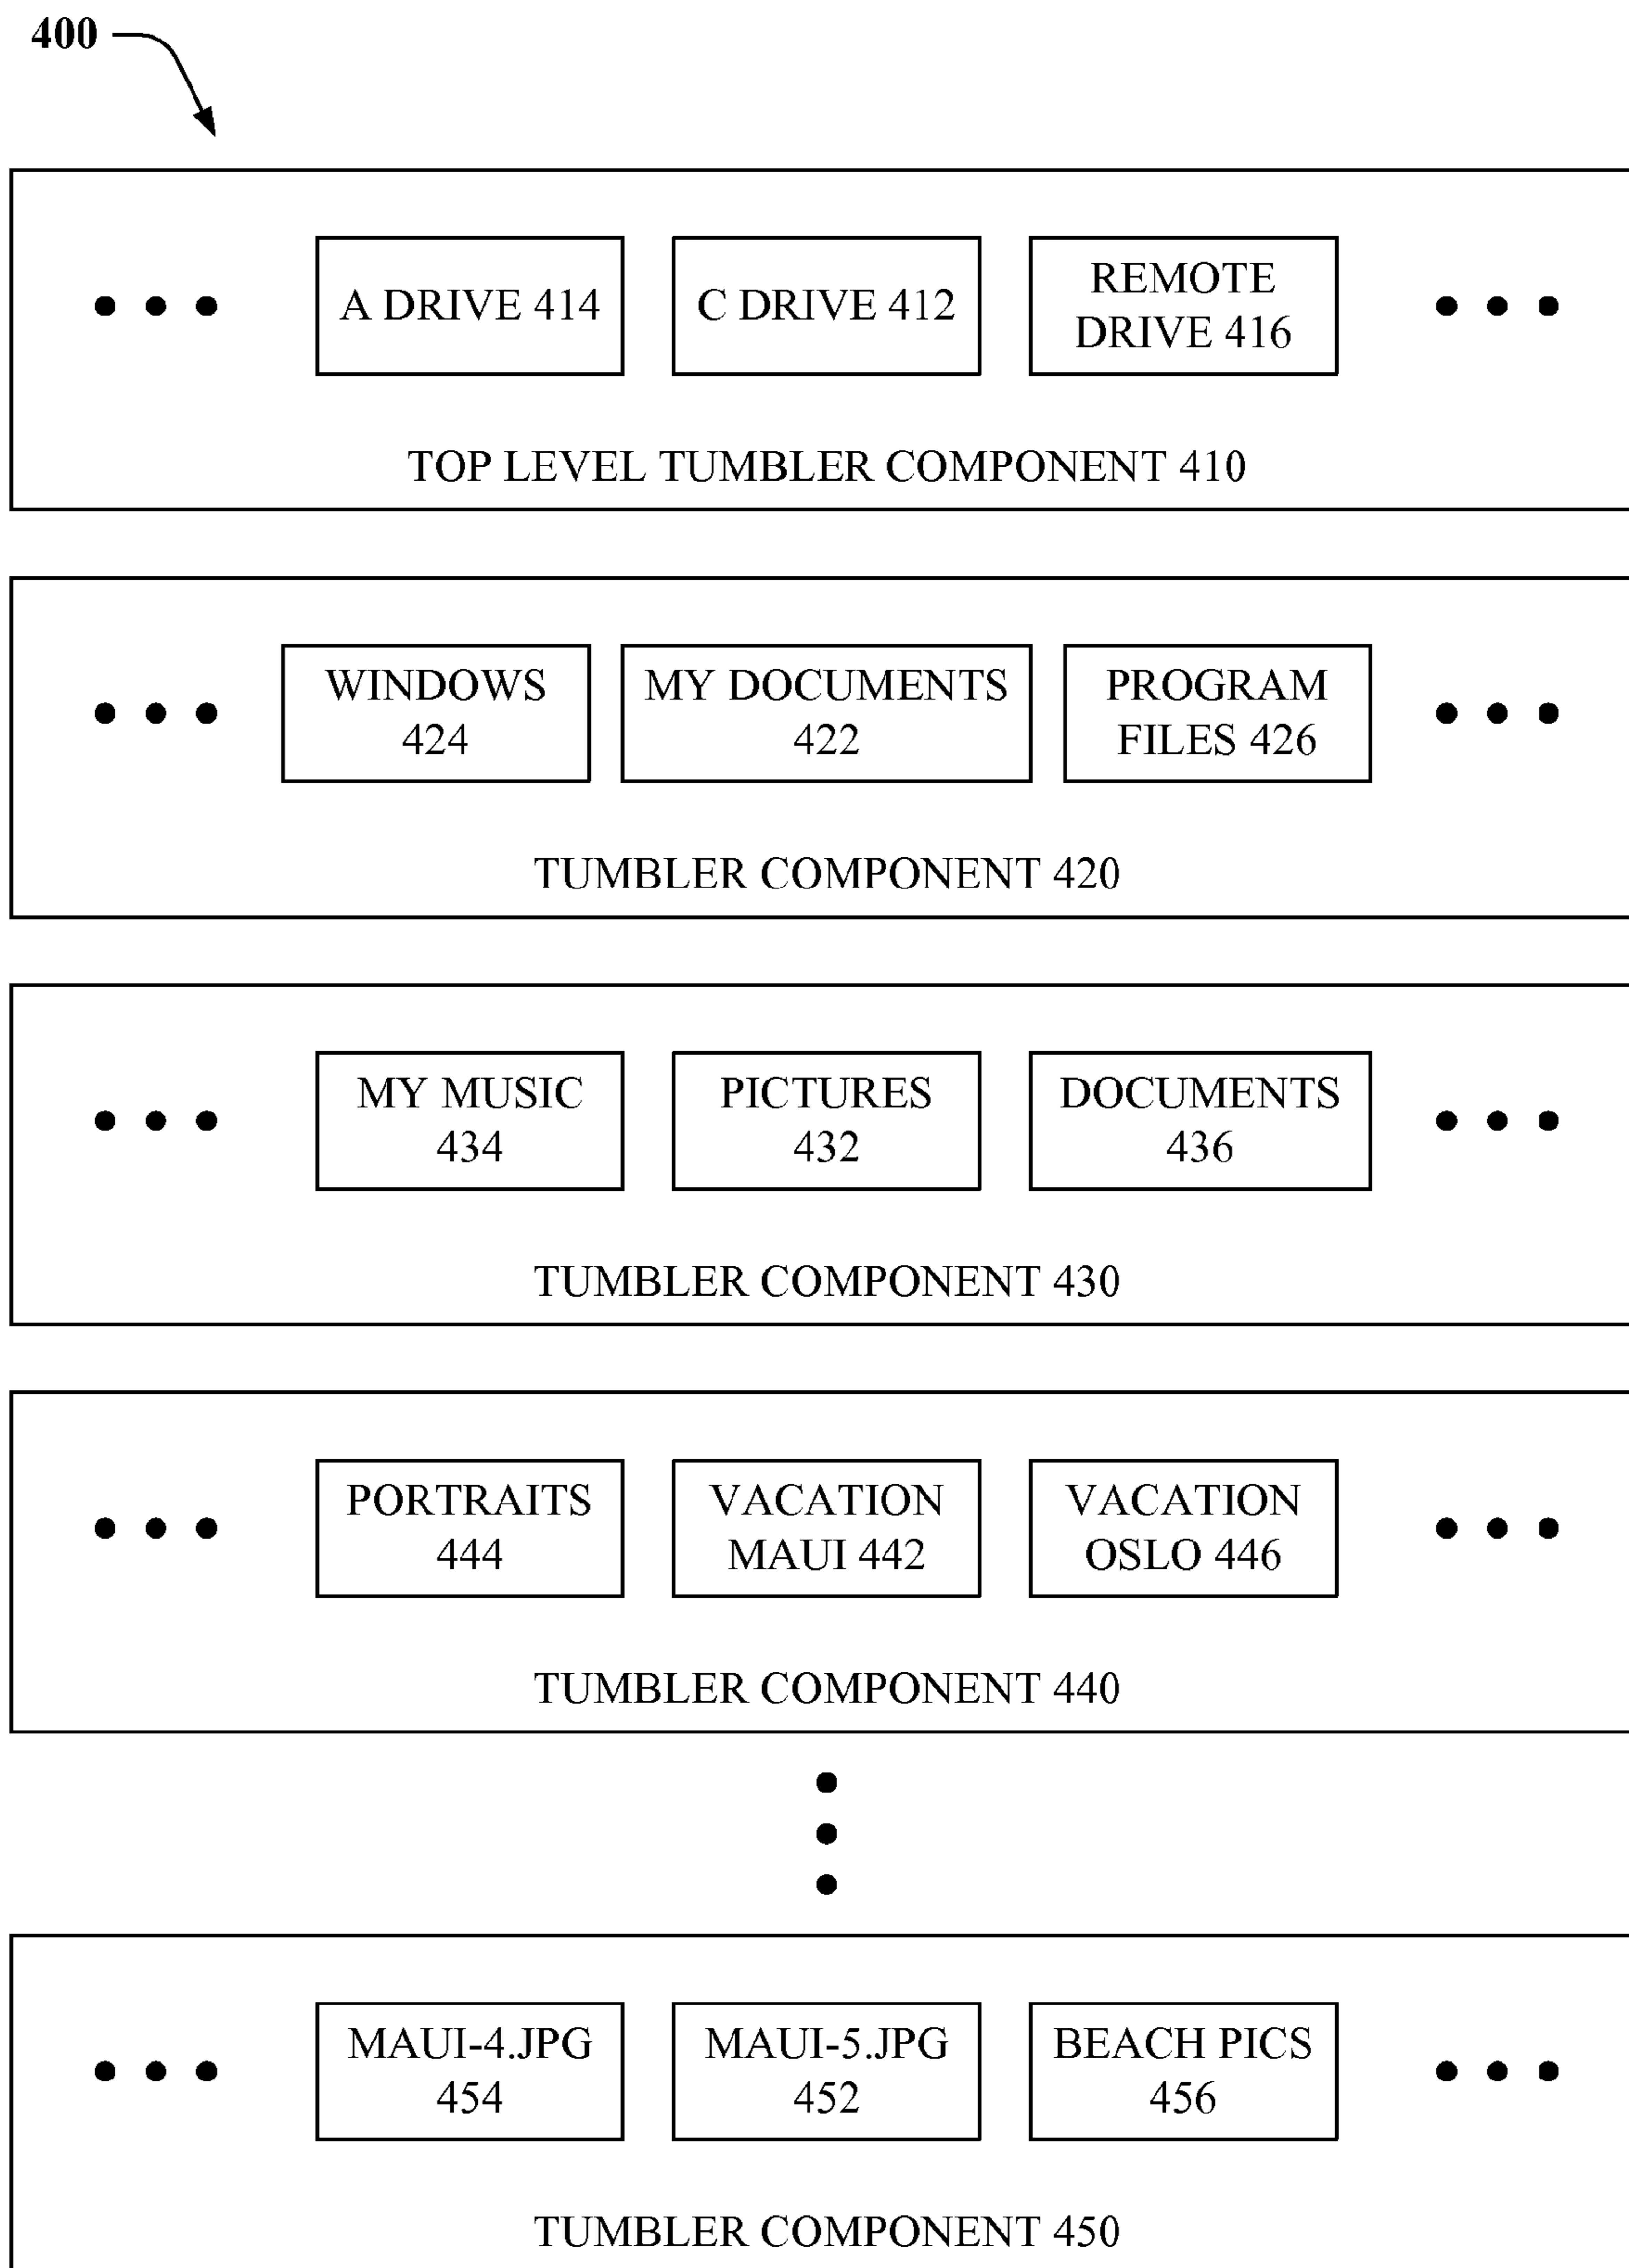 400
A DRIVE 414
C DRIVE 412
REMOTE
DRIVE 416
TOP LEVEL TUMBLER COMPONENT 410
WINDOWS
424
MY DOCUMENTS
422
PROGRAM
FILES 426
TUMBLER COMPONENT 420
MY MUSIC
434
PICTURES
432
DOCUMENTS
436
TUMBLER COMPONENT 430
PORTRAITS
444
VACATION
MAUI 442
VACATION
OSLO 446
TUMBLER COMPONENT 440
MAUI-4.JPG
454
MAUI-5.JPG
452
BEACH PICS
456
TUMBLER COMPONENT 450